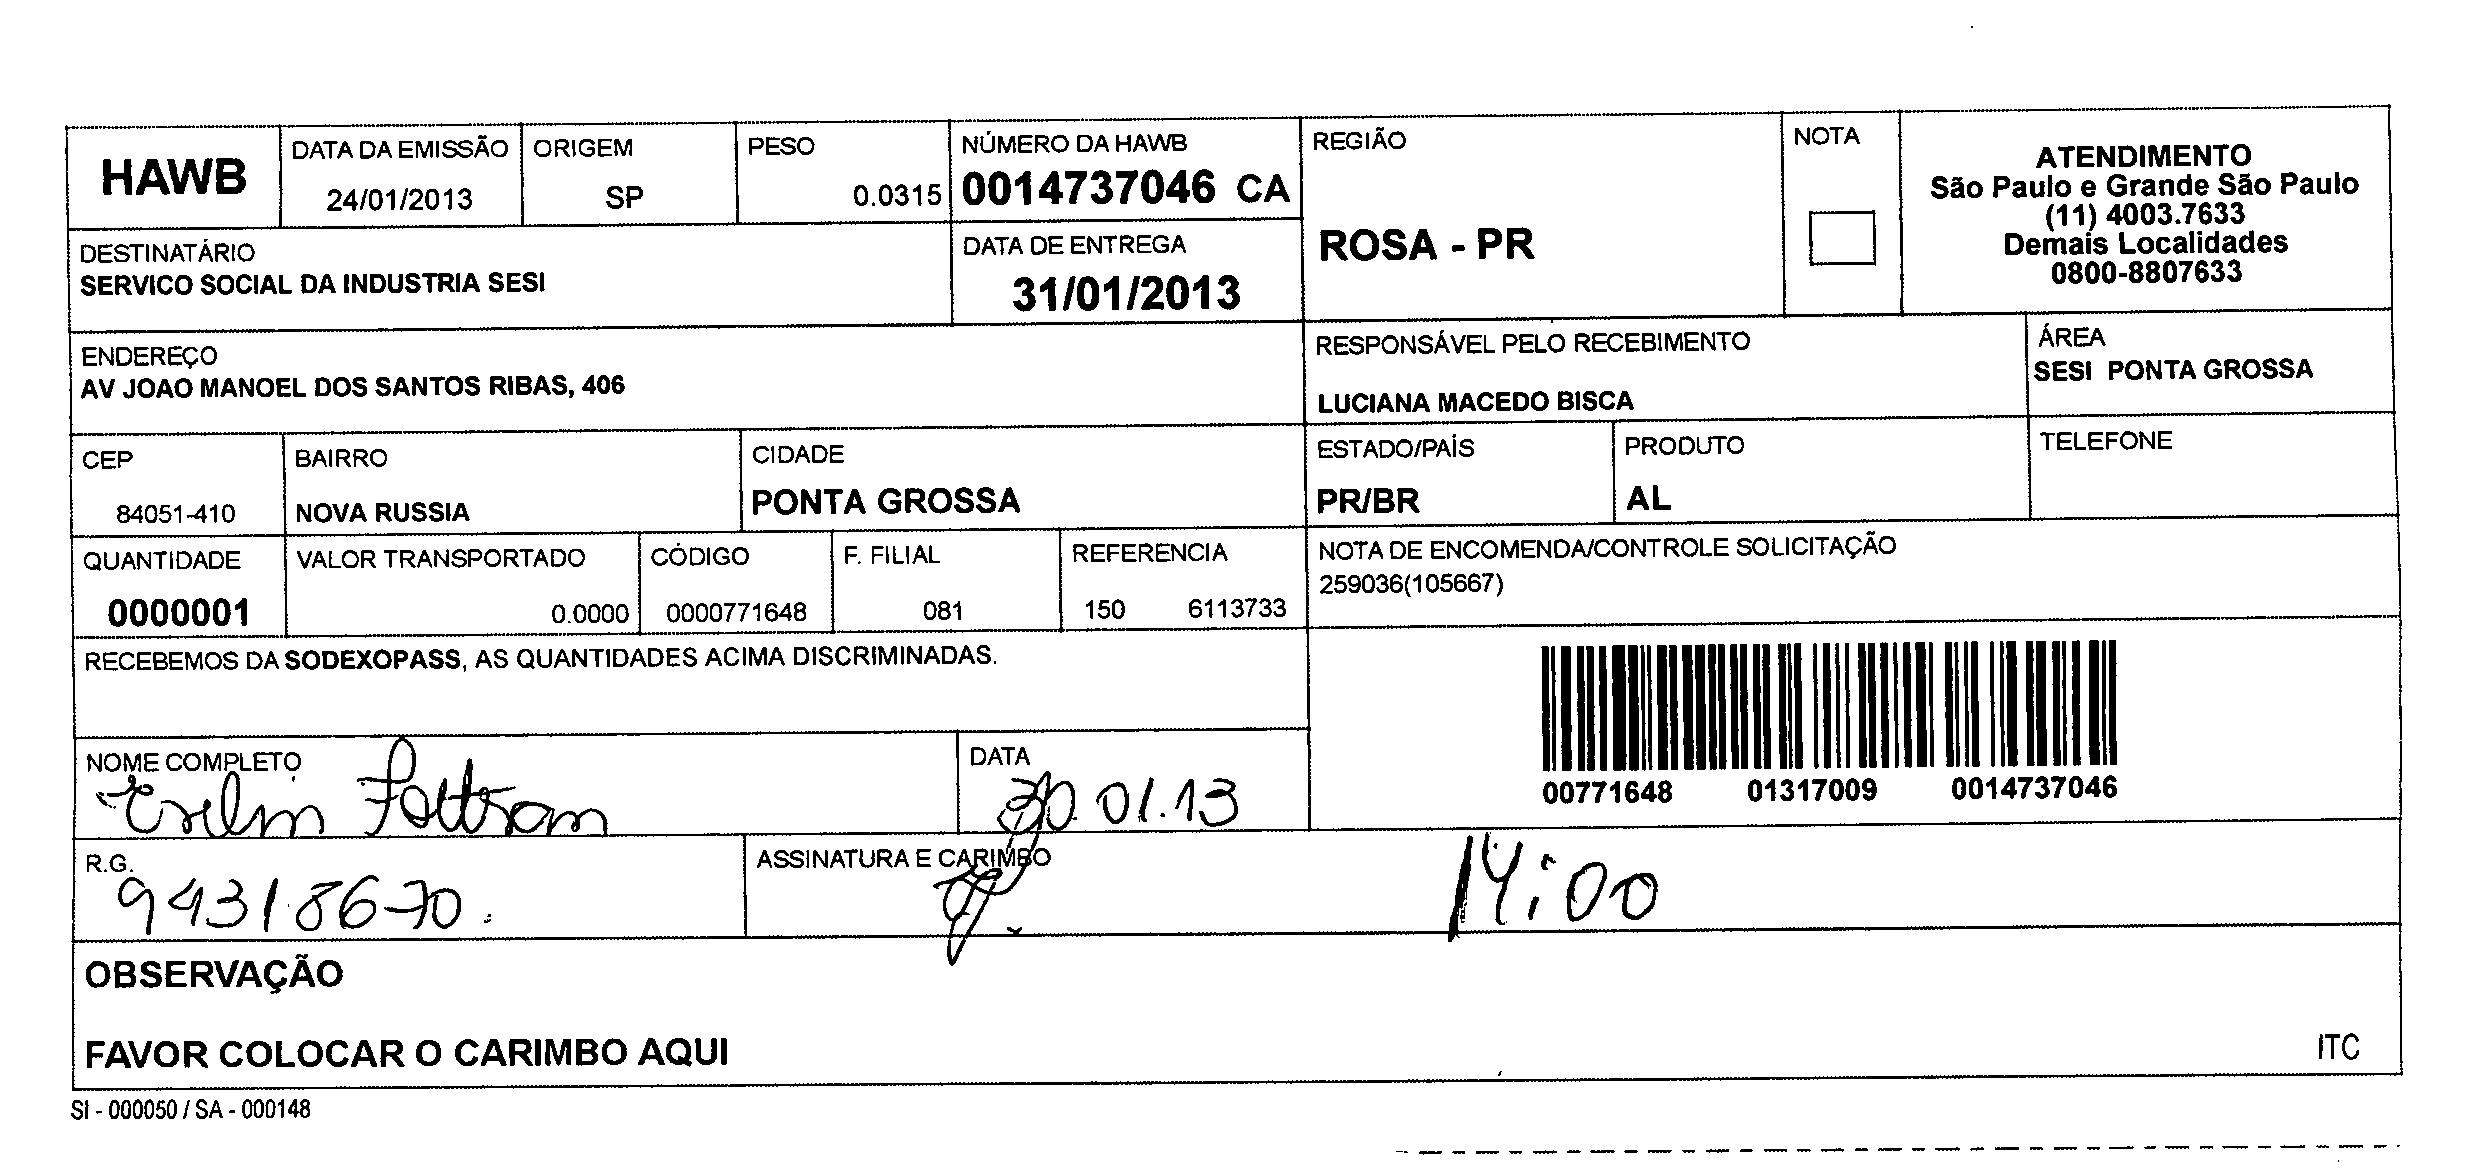 HAWB
DATA DA EMISSÃO
24/01/2013
ORIGEM
SP
PESO
0.0315
NÚMERO DA HAWB
0014737046 CA
REGIÃO
ROSA - PR
NOTA
ATENDIMENTO
São Paulo e Grande São Paulo
(11) 4003.7633
Demais Localidades
0800-8807633
DESTINATÁRIO
SERVICO SOCIAL DA INDUSTRIA SESI
DATA DE ENTREGA
31/01/2013
ENDEREÇO
AV JOAO MANOEL DOS SANTOS RIBAS, 406
RESPONSÁVEL PELO RECEBIMENTO
LUCIANA MACEDO BISCA
ÁREA
SESI PONTA GROSSA
CEP
84051-410
BAIRRO
NOVA RUSSIA
CIDADE
PONTA GROSSA
ESTADO/PAÍS
PR/BR
PRODUTO
AL
TELEFONE
QUANTIDADE
0000001
VALOR TRANSPORTADO
0.0000
CÓDIGO
0000771648
F. FILIAL
081
REFERENCIA
150 6113733
NOTA DE ENCOMENDA/CONTROLE SOLICITAÇÃO
259036(105667)
RECEBEMOS DA SODEXOPASS, AS QUANTIDADES ACIMA DISCRIMINADAS.
00771648 01317009 0014737046
NOME COMPLETO
DATA
30.01.13
R.G.
94318670
ASSINATURA E CARIMBO
14:00
OBSERVAÇÃO
FAVOR COLOCAR O CARIMBO AQUI
ITC
SI - 000050 / SA - 000148